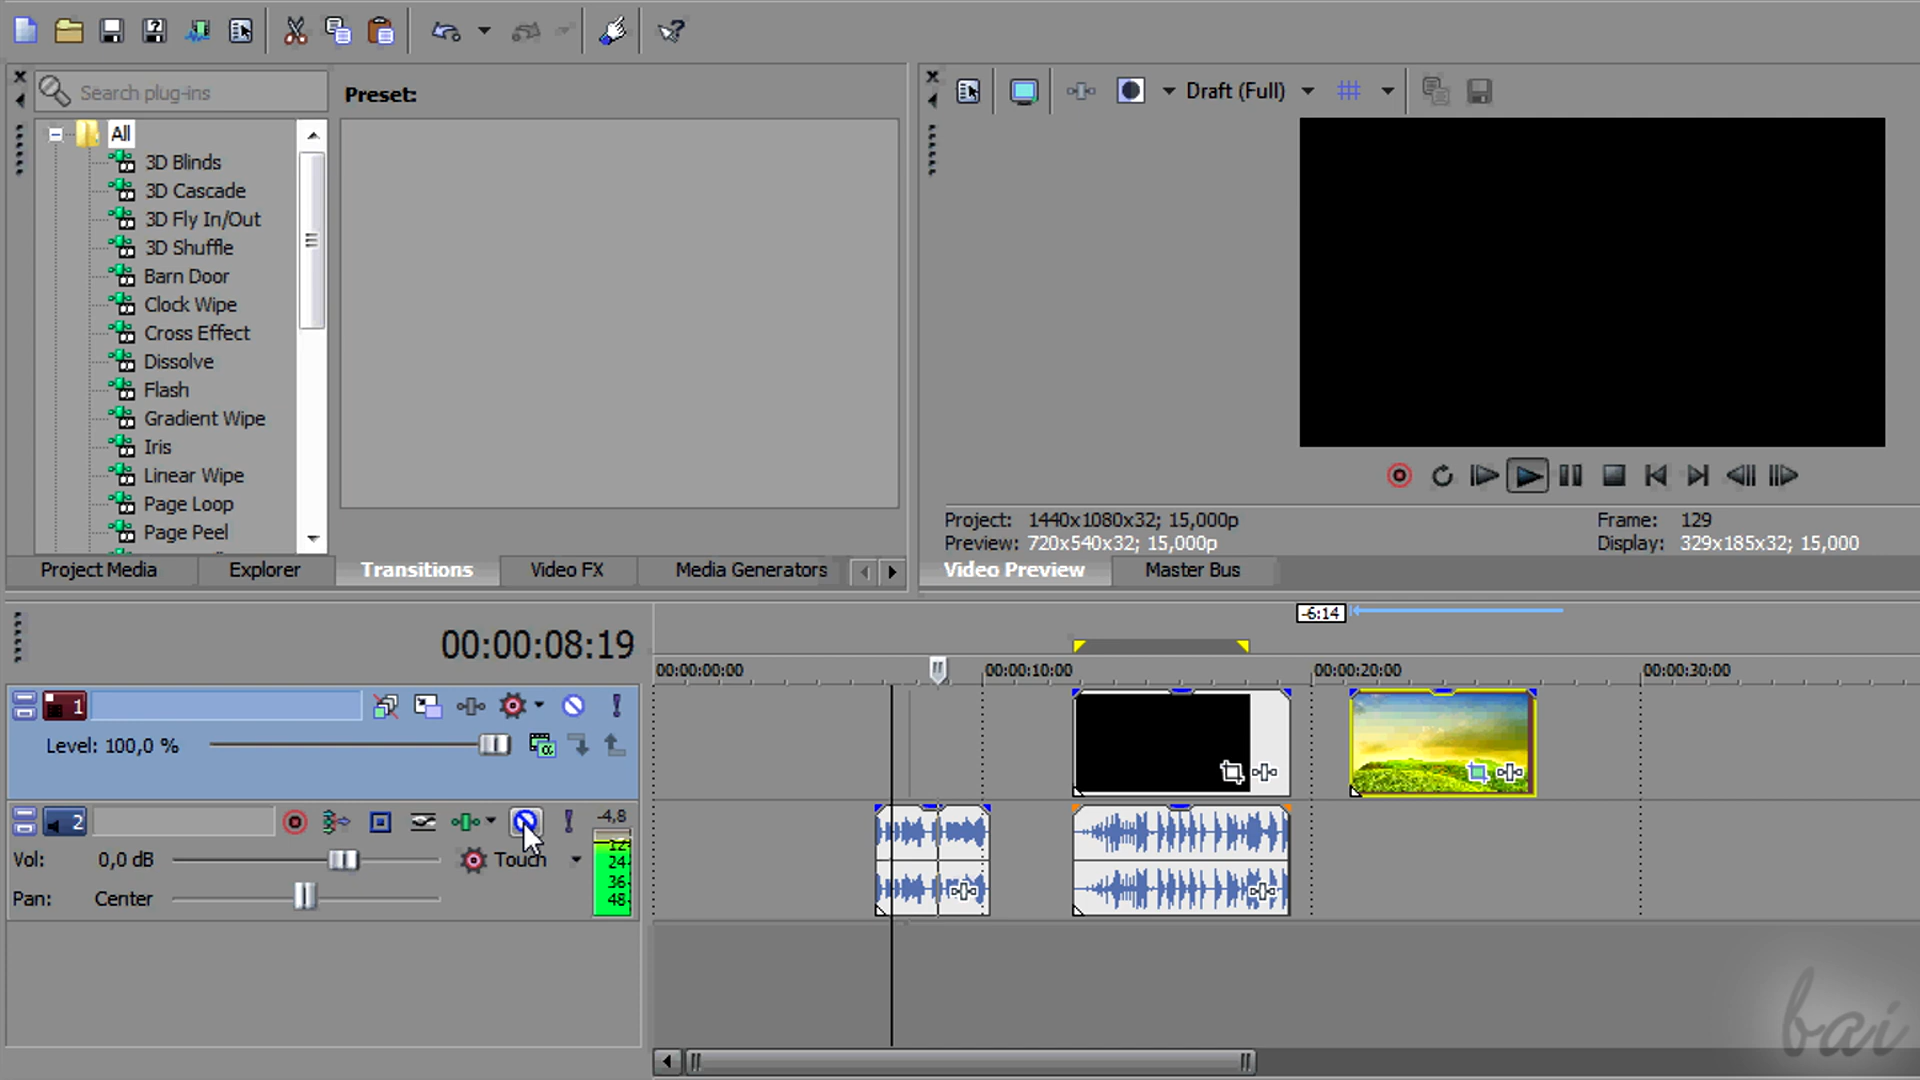 Search plug-ins
Preset:
Draft (Full)
All
3D Blinds
3D Cascade
3D Fly In/Out
3D Shuffle
Barn Door
Clock Wipe
Cross Effect
Dissolve
Flash
Gradient Wipe
Iris
Linear Wipe
Page Loop
Page Peel
Project: 1440x1080x32; 15,000p
Frame: 129
Preview: 720x540x32; 15,000p
Display: 329x185x32; 15,000
Project Media
Explorer
Transitions
Video FX
Media Generators
Video Preview
Master Bus
-6:14
00:00:08:19
00:00:00:00
00:00:10:00
00:00:20:00
00:00:30:00
1
Level: 100,0 %
2
-4,8
12
24
36
48
Vol: 0,0 dB
Touch
Pan: Center
bai